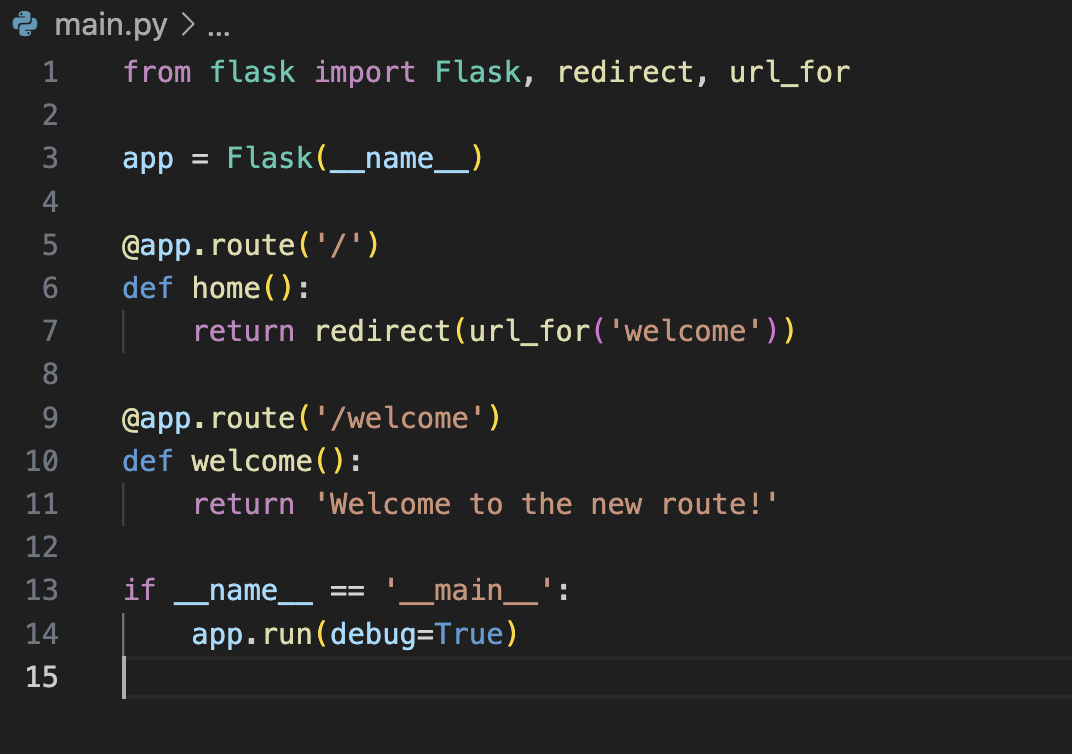 main.py > ...
1 from flask import Flask, redirect, url_for
2
3 app = Flask(__name__)
4
5 @app.route('/')
6 def home():
7     return redirect(url_for('welcome'))
8
9 @app.route('/welcome')
10 def welcome():
11     return 'Welcome to the new route!'
12
13 if __name__ == '__main__':
14     app.run(debug=True)
15